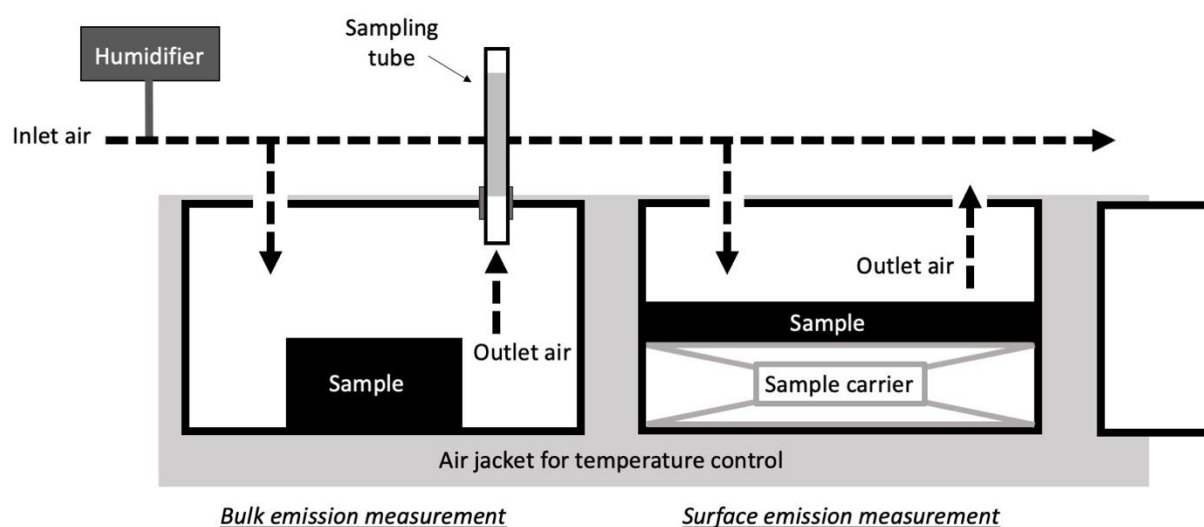 Sampling
tube
Humidifier
Inlet air
Outlet air
Outlet air
Sample
Sample
Sample carrier
Air jacket for temperature control
Bulk emission measurement
Surface emission measurement